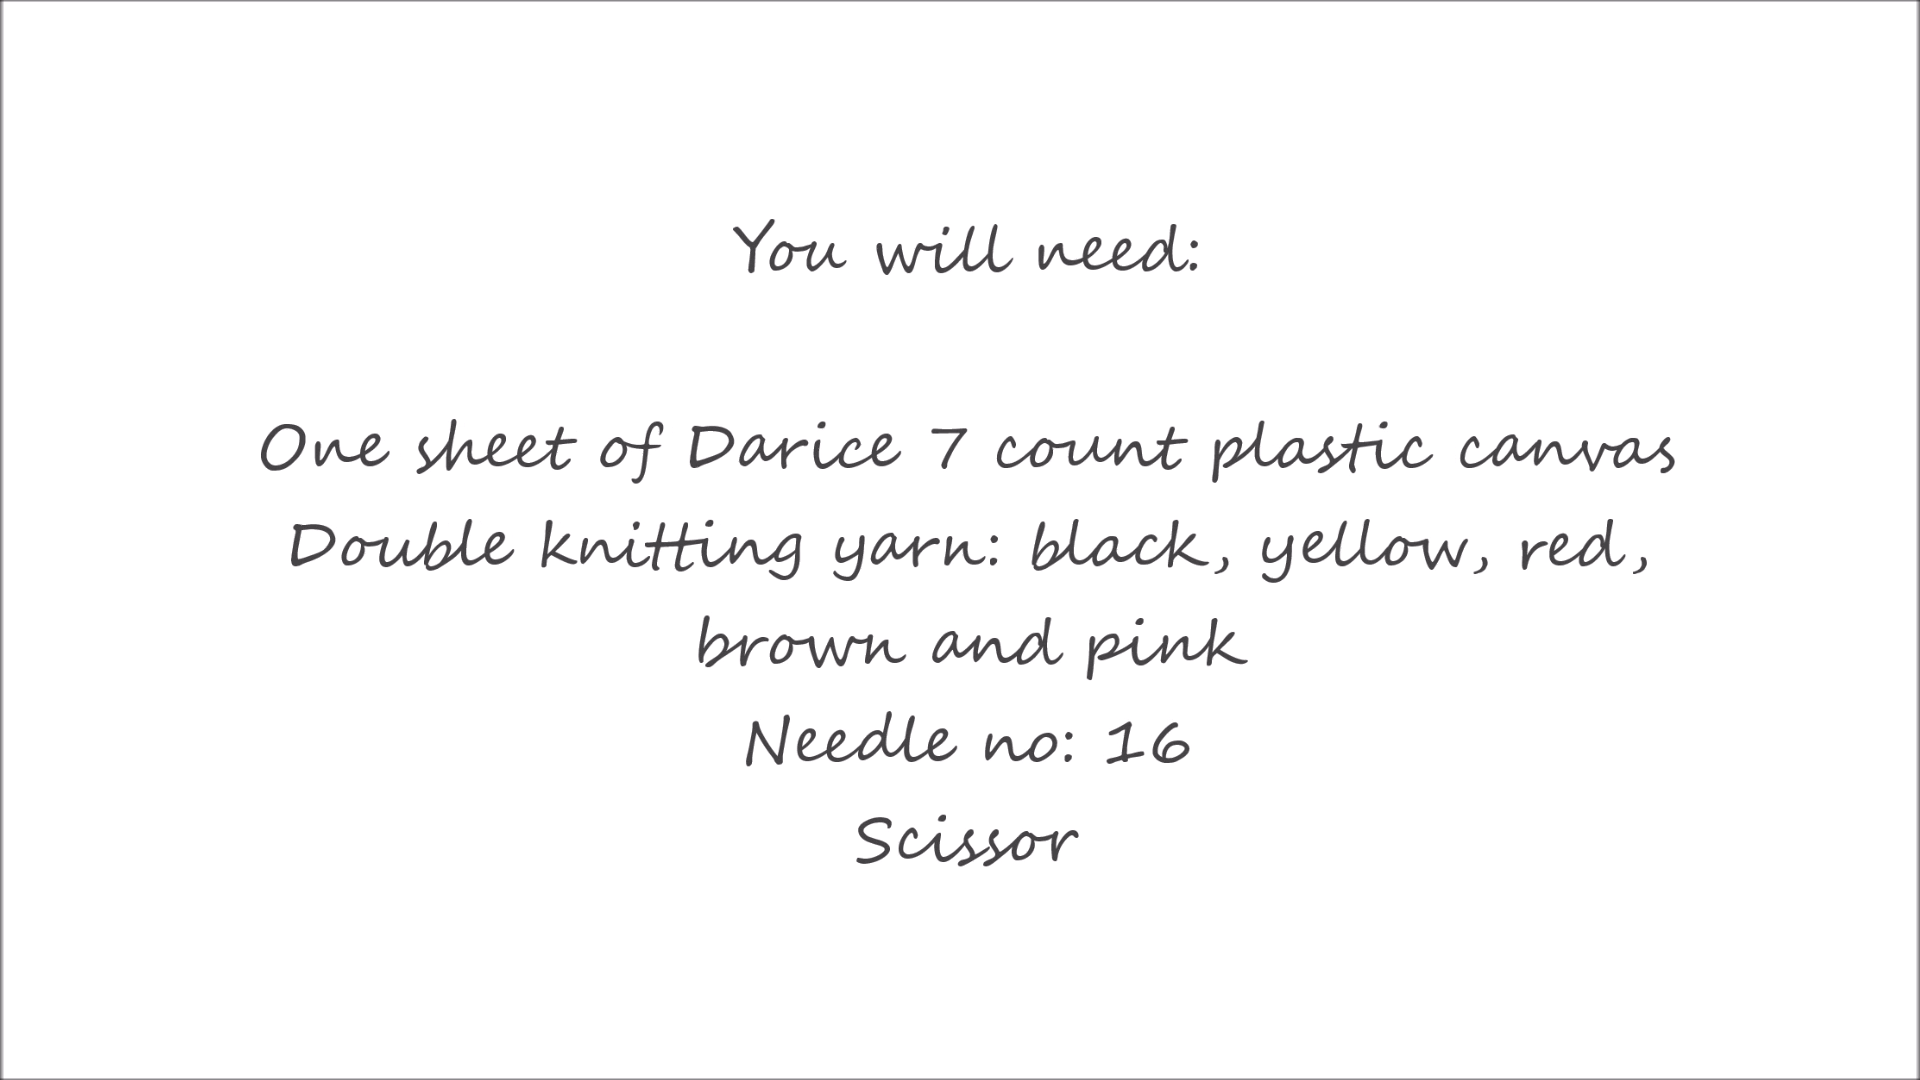 You will need:
One sheet of Darice 7 count plastic canvas
Double knitting yarn: black, yellow, red,
brown and pink
Needle no: 16
Scissor